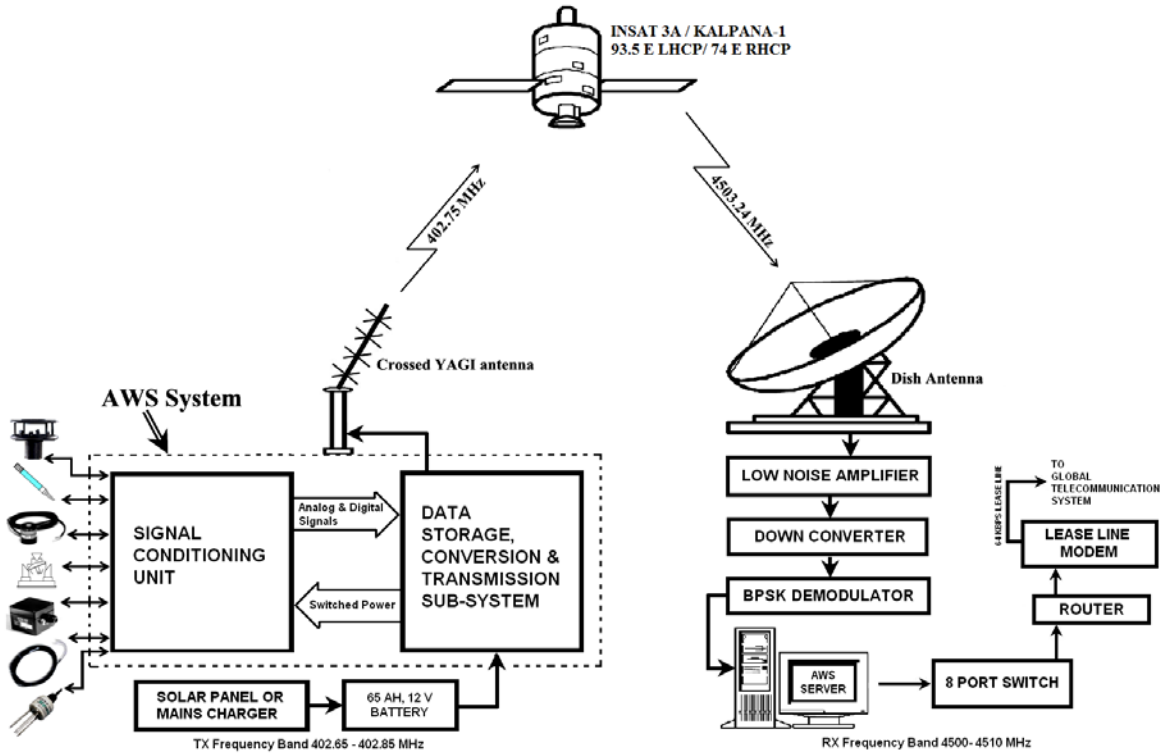 INSAT 3A / KALPANA-1
93.5 E LHCP/ 74 E RHCP
402.75 MHz
4503.24 MHz
Crossed YAGI antenna
Dish Antenna
AWS System
SIGNAL
CONDITIONING
UNIT
Analog & Digital
Signals
Switched Power
DATA
STORAGE,
CONVERSION &
TRANSMISSION
SUB-SYSTEM
SOLAR PANEL OR
MAINS CHARGER
65 AH, 12 V
BATTERY
TX Frequency Band 402.65 - 402.85 MHz
LOW NOISE AMPLIFIER
DOWN CONVERTER
BPSK DEMODULATOR
AWS
SERVER
8 PORT SWITCH
ROUTER
LEASE LINE
MODEM
64 KBPS LEASE LINE
TO
GLOBAL
TELECOMMUNICATION
SYSTEM
RX Frequency Band 4500- 4510 MHz